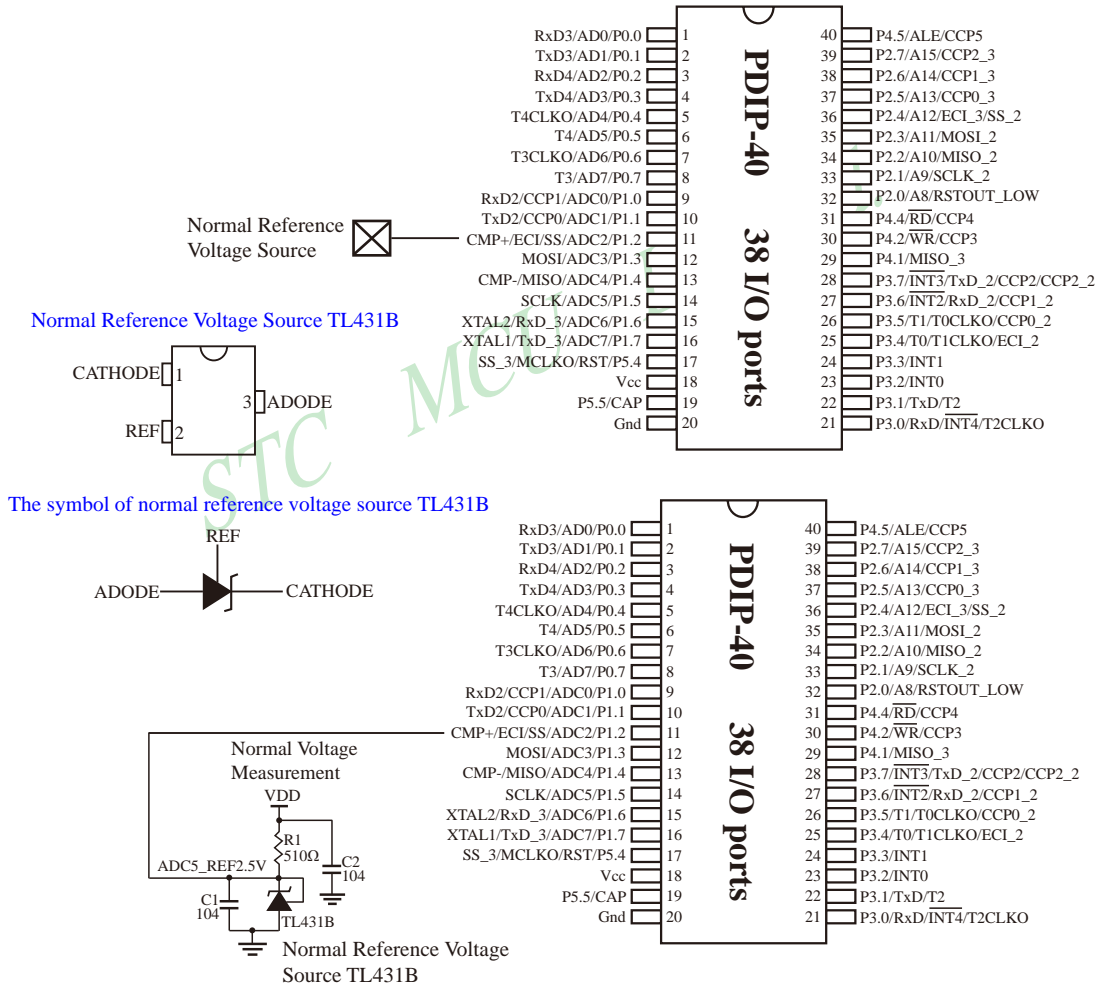 RxD3/AD0/P0.0 1 40 P4.5/ALE/CCP5
TxD3/AD1/P0.1 2 39 P2.7/A15/CCP2_3
RxD4/AD2/P0.2 3 38 P2.6/A14/CCP1_3
TxD4/AD3/P0.3 4 37 P2.5/A13/CCP0_3
T4CLKO/AD4/P0.4 5 36 P2.4/A12/ECI_3/SS_2
T4/AD5/P0.5 6 35 P2.3/A11/MOSI_2
T3CLKO/AD6/P0.6 7 34 P2.2/A10/MISO_2
T3/AD7/P0.7 8 33 P2.1/A9/SCLK_2
RxD2/CCP1/ADC0/P1.0 9 32 P2.0/A8/RSTOUT_LOW
TxD2/CCP0/ADC1/P1.1 10 31 P4.4/RD/CCP4
CMP+/ECI/SS/ADC2/P1.2 11 30 P4.2/WR/CCP3
MOSI/ADC3/P1.3 12 29 P4.1/MISO_3
CMP-/MISO/ADC4/P1.4 13 28 P3.7/INT3/TxD_2/CCP2/CCP2_2
SCLK/ADC5/P1.5 14 27 P3.6/INT2/RxD_2/CCP1_2
XTAL2/RxD_3/ADC6/P1.6 15 26 P3.5/T1/T0CLKO/CCP0_2
XTAL1/TxD_3/ADC7/P1.7 16 25 P3.4/T0/T1CLKO/ECI_2
SS_3/MCLKO/RST/P5.4 17 24 P3.3/INT1
Vcc 18 23 P3.2/INT0
P5.5/CAP 19 22 P3.1/TxD/T2
Gnd 20 21 P3.0/RxD/INT4/T2CLKO
PDIP-40 38 I/O ports
Normal Reference
Voltage Source
Normal Reference Voltage Source TL431B
CATHODE 1
3 ADODE
REF 2
STC MCU
The symbol of normal reference voltage source TL431B
REF
ADODE CATHODE
RxD3/AD0/P0.0 1 40 P4.5/ALE/CCP5
TxD3/AD1/P0.1 2 39 P2.7/A15/CCP2_3
RxD4/AD2/P0.2 3 38 P2.6/A14/CCP1_3
TxD4/AD3/P0.3 4 37 P2.5/A13/CCP0_3
T4CLKO/AD4/P0.4 5 36 P2.4/A12/ECI_3/SS_2
T4/AD5/P0.5 6 35 P2.3/A11/MOSI_2
T3CLKO/AD6/P0.6 7 34 P2.2/A10/MISO_2
T3/AD7/P0.7 8 33 P2.1/A9/SCLK_2
RxD2/CCP1/ADC0/P1.0 9 32 P2.0/A8/RSTOUT_LOW
TxD2/CCP0/ADC1/P1.1 10 31 P4.4/RD/CCP4
CMP+/ECI/SS/ADC2/P1.2 11 30 P4.2/WR/CCP3
MOSI/ADC3/P1.3 12 29 P4.1/MISO_3
CMP-/MISO/ADC4/P1.4 13 28 P3.7/INT3/TxD_2/CCP2/CCP2_2
SCLK/ADC5/P1.5 14 27 P3.6/INT2/RxD_2/CCP1_2
XTAL2/RxD_3/ADC6/P1.6 15 26 P3.5/T1/T0CLKO/CCP0_2
XTAL1/TxD_3/ADC7/P1.7 16 25 P3.4/T0/T1CLKO/ECI_2
SS_3/MCLKO/RST/P5.4 17 24 P3.3/INT1
Vcc 18 23 P3.2/INT0
P5.5/CAP 19 22 P3.1/TxD/T2
Gnd 20 21 P3.0/RxD/INT4/T2CLKO
PDIP-40 38 I/O ports
Normal Voltage
Measurement
VDD
R1
510Ω
C2
104
ADC5_REF2.5V
C1
104
TL431B
Normal Reference Voltage
Source TL431B